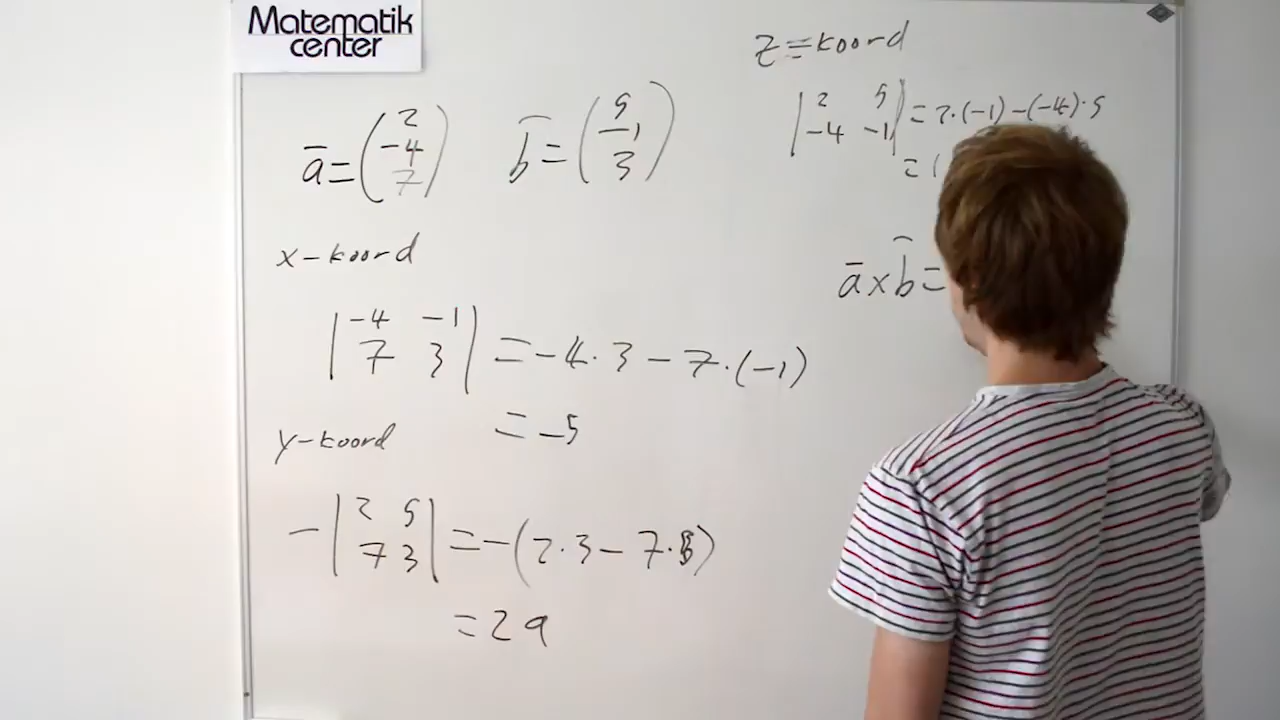 Matematik
center
a̅ = (2, -4, 7) b̅ = (5, -1, 3)
x-koord
|-4 -1|
|7 3| = -4·3 - 7·(-1)
= -5
y-koord
-|2 5|
|7 3| = -(2·3 - 7·5)
= 29
z-koord
|2 5|
|-4 -1| = 2·(-1) - (-4)·5
= 1
a̅ × b̅ =